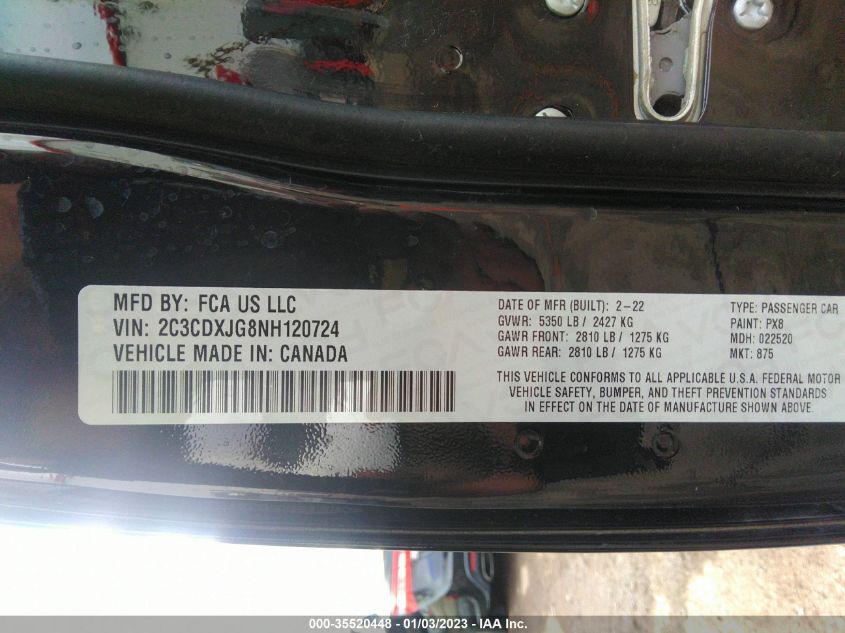 MFD BY: FCA US LLC
VIN: 2C3CDXJG8NH120724
VEHICLE MADE IN: CANADA
DATE OF MFR (BUILT): 2-22
GVWR: 5350 LB / 2427 KG
GAWR FRONT: 2810 LB / 1275 KG
GAWR REAR: 2810 LB / 1275 KG
TYPE: PASSENGER CAR
PAINT: PX8
MDH: 022520
MKT: 875
THIS VEHICLE CONFORMS TO ALL APPLICABLE U.S.A. FEDERAL MOTOR
VEHICLE SAFETY, BUMPER, AND THEFT PREVENTION STANDARDS
IN EFFECT ON THE DATE OF MANUFACTURE SHOWN ABOVE.
000-35520448 - 01/03/2023 - IAA Inc.